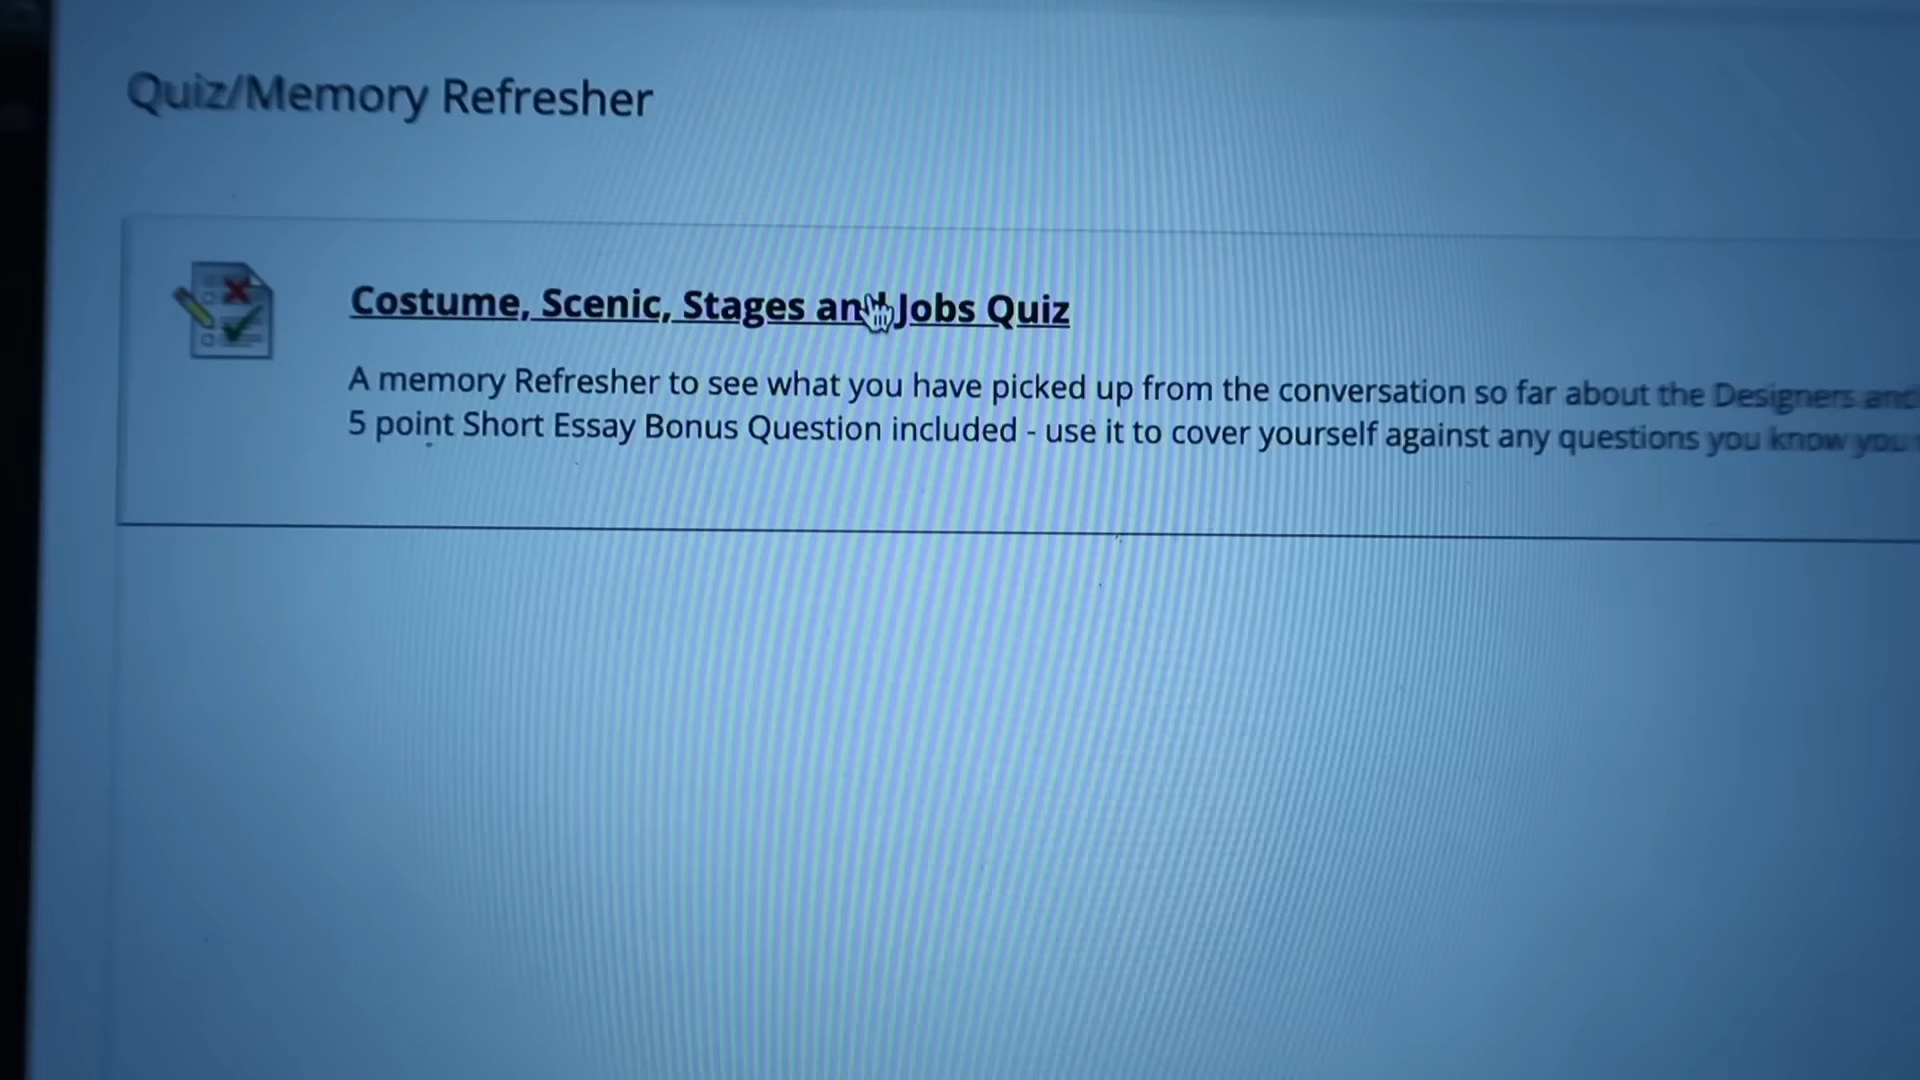 Quiz/Memory Refresher
Costume, Scenic, Stages and Jobs Quiz
A memory Refresher to see what you have picked up from the conversation so far about the Designers and
5 point Short Essay Bonus Question included - use it to cover yourself against any questions you know you